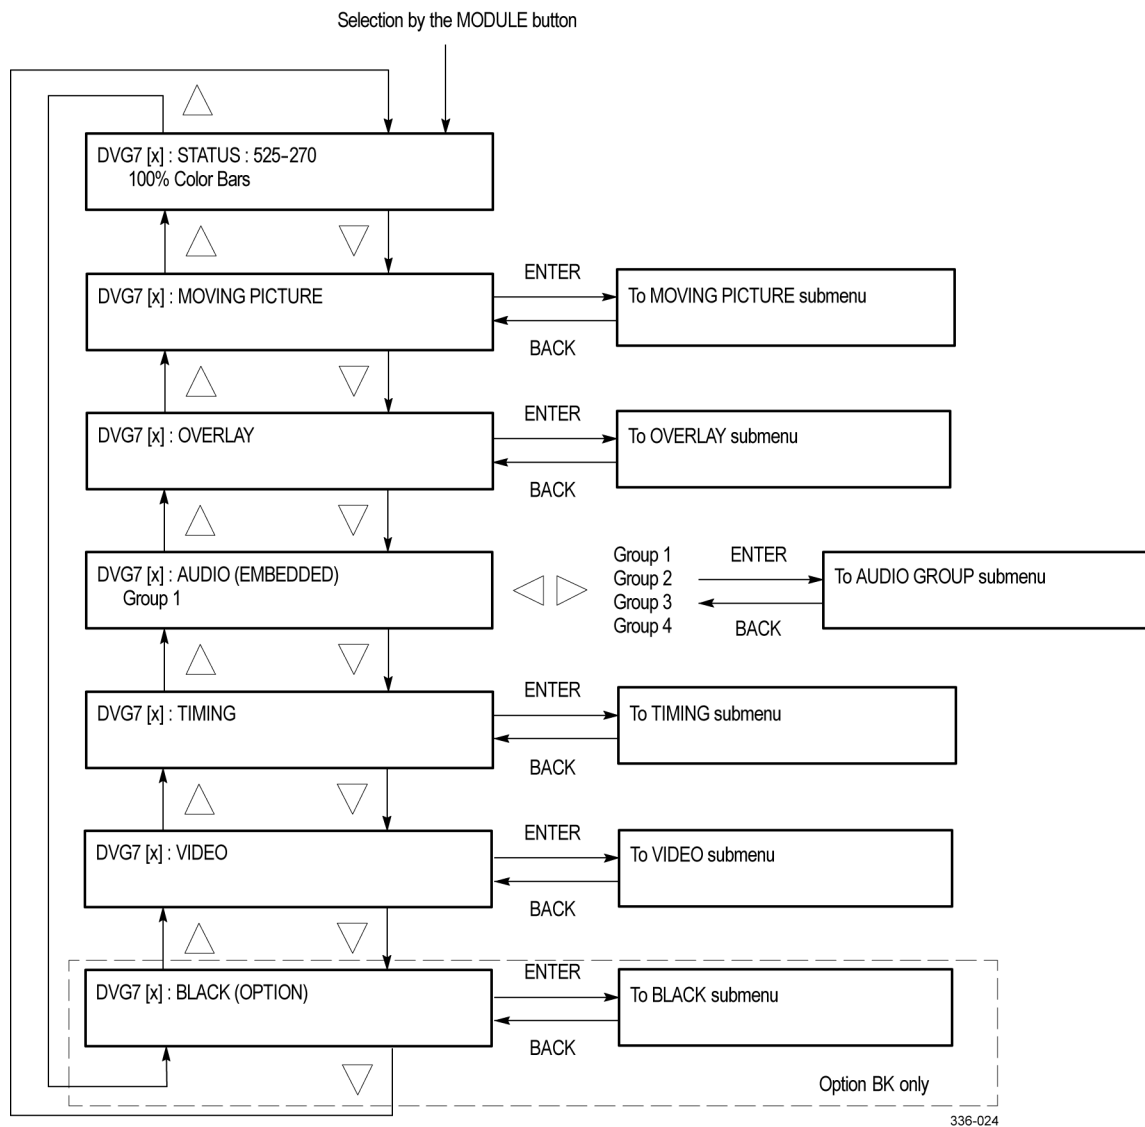 Selection by the MODULE button
DVG7 [x] : STATUS : 525-270
100% Color Bars
DVG7 [x] : MOVING PICTURE
ENTER
BACK
To MOVING PICTURE submenu
DVG7 [x] : OVERLAY
ENTER
BACK
To OVERLAY submenu
DVG7 [x] : AUDIO (EMBEDDED)
Group 1
Group 1
Group 2
Group 3
Group 4
ENTER
BACK
To AUDIO GROUP submenu
DVG7 [x] : TIMING
ENTER
BACK
To TIMING submenu
DVG7 [x] : VIDEO
ENTER
BACK
To VIDEO submenu
DVG7 [x] : BLACK (OPTION)
ENTER
BACK
To BLACK submenu
Option BK only
336-024